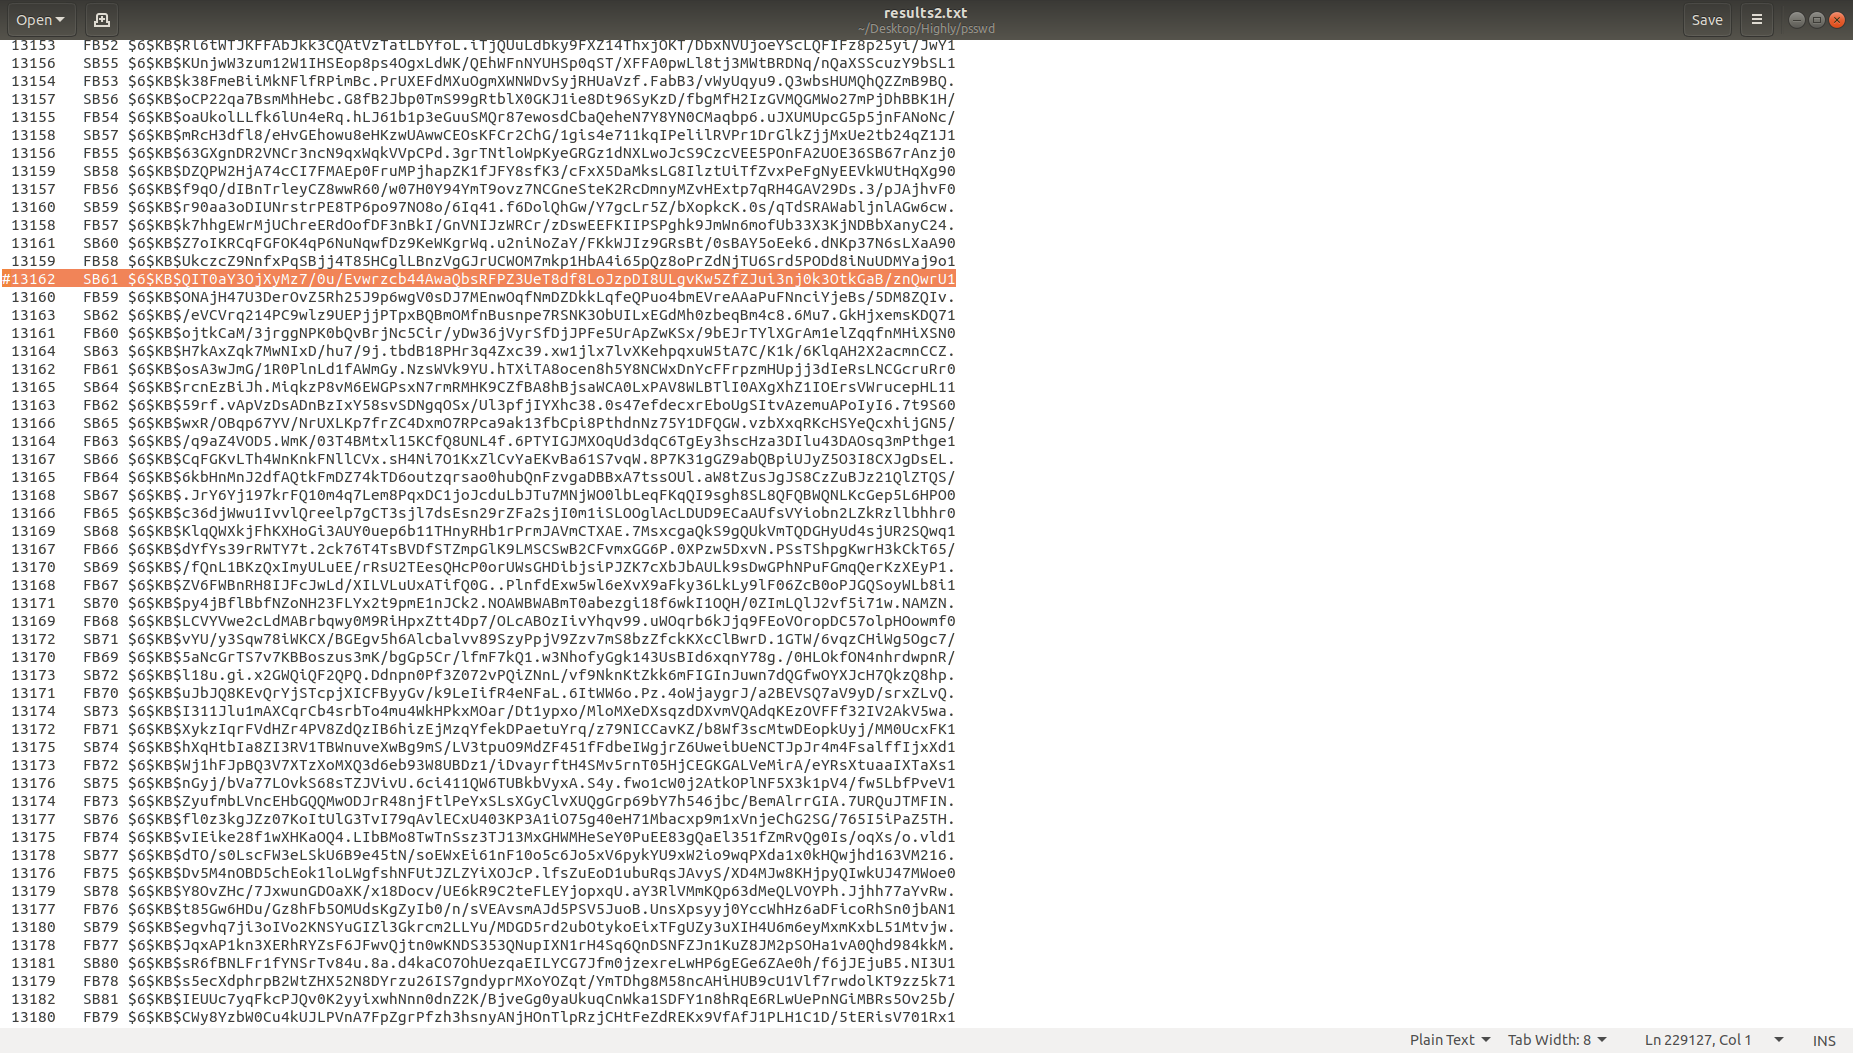 Open
results2.txt
~/Desktop/Highly/psswd
Save
13153 FB52 $6$KB$Rl6tWTJKFFAbJkk3CQAtVzTatLbYfoL.iTjQUuLdbky9FXZ14ThxjOKT/DbxNVUjoeYScLQFIFz8p25yi/JwY1
13156 SB55 $6$KB$KUnjwW3zum12W1IHSEop8ps4OgxLdWK/QEhWFnNYUHSp0qST/XFFA0pwLl8tj3MWtBRDNq/nQaXSScuzY9bSL1
13154 FB53 $6$KB$k38FmeBiiMkNFlfRPimBc.PrUXEFdMXuOgmXWNWDvSyjRHUaVzf.FabB3/vWyUqyu9.Q3wbsHUMQhQZZmB9BQ.
13157 SB56 $6$KB$oCP22qa7BsmMhHebc.G8fB2Jbp0TmS99gRtblX0GKJ1ie8Dt96SyKzD/fbgMfH2IzGVMQGMWo27mPjDhBBK1H/
13155 FB54 $6$KB$oaUkolLLfk6lUn4eRq.hLJ61b1p3eGuuSMQr87ewosdCbaQeheN7Y8YN0CMaqbp6.uJXUMUpcG5p5jnFANoNc/
13158 SB57 $6$KB$mRcH3dfl8/eHvGEhowu8eHKzwUAwwCEOsKFCr2ChG/1gis4e711kqIPelilRVPr1DrGlkZjjMxUe2tb24qZ1J1
13156 FB55 $6$KB$63GXgnDR2VNCr3ncN9qxWqkVVpCPd.3grTNtloWpKyeGRGz1dNXLwoJcS9CzcVEE5POnFA2UOE36SB67rAnzj0
13159 SB58 $6$KB$DZQPW2HjA74cCI7FMAEp0FruMPjhapZK1fJFY8sfK3/cFxX5DaMksLG8IlztUiTfZvxPeFgNyEEVkWUtHqXg90
13157 FB56 $6$KB$f9qO/dIBnTrleyCZ8wwR60/w07H0Y94YmT9ovz7NCGneSteK2RcDmnyMZvHExtp7qRH4GAV29Ds.3/pJAjhvF0
13160 SB59 $6$KB$r90aa3oDIUNrstrPE8TP6po97NO8o/6Iq41.f6DolQhGw/Y7gcLr5Z/bXopkcK.0s/qTdSRAWabljnlAGw6cw.
13158 FB57 $6$KB$k7hhgEWrMjUChreERdOofDF3nBkI/GnVNIJzWRCr/zDswEEFKIIPSPghk9JmWn6mofUb33X3KjNDBbXanyC24.
13161 SB60 $6$KB$Z7oIKRCqFGFOK4qP6NuNqwfDz9KeWKgrWq.u2niNoZaY/FKkWJIz9GRsBt/0sBAY5oEek6.dNKp37N6sLXaA90
13159 FB58 $6$KB$UkczcZ9NnfxPqSBjj4T85HCglLBnzVgGJrUCWOM7mkp1HbA4i65pQz8oPrZdNjTU6Srd5PODd8iNuUDMYaj9o1
#13162 SB61 $6$KB$QIT0aY3OjXyMz7/0u/Evwrzcb44AwaQbsRFPZ3UeT8df8LoJzpDI8ULgvKw5ZfZJui3nj0k3OtkGaB/znQwrU1
13160 FB59 $6$KB$ONAjH47U3DerOvZ5Rh25J9p6wgV0sDJ7MEnwOqfNmDZDkkLqfeQPuo4bmEVreAAaPuFNnciYjeBs/5DM8ZQIv.
13163 SB62 $6$KB$/eVCVrq214PC9wlz9UEPjjPTpxBQBmOMfnBusnpe7RSNK3ObUILxEGdMh0zbeqBm4c8.6Mu7.GkHjxemsKDQ71
13161 FB60 $6$KB$ojtkCaM/3jrggNPK0bQvBrjNc5Cir/yDw36jVyrSfDjJPFe5UrApZwKSx/9bEJrTYlXGrAm1elZqqfnMHiXSN0
13164 SB63 $6$KB$H7kAxZqk7MwNIxD/hu7/9j.tbdB18PHr3q4Zxc39.xw1jlx7lvXKehpqxuW5tA7C/K1k/6KlqAH2X2acmnCCZ.
13162 FB61 $6$KB$osA3wJmG/1R0PlnLd1fAWmGy.NzsWVk9YU.hTXiTA8ocen8h5Y8NCWxDnYcFFrpzmHUpjj3dIeRsLNCGcruRr0
13165 SB64 $6$KB$rcnEzBiJh.MiqkzP8vM6EWGPsxN7rmRMHK9CZfBA8hBjsaWCA0LxPAV8WLBTlI0AXgXhZ1IOErsVWrucepHL11
13163 FB62 $6$KB$59rf.vApVzDsADnBzIxY58svSDNgqOSx/Ul3pfjIYXhc38.0s47efdecxrEboUgSItvAzemuAPoIyI6.7t9S60
13166 SB65 $6$KB$wxR/OBqp67YV/NrUXLKp7frZC4DxmO7RPca9ak13fbCpi8PthdnNz75Y1DFQGW.vzbXxqRKcHSYeQcxhijGN5/
13164 FB63 $6$KB$/q9aZ4VOD5.WmK/03T4BMtxl15KCfQ8UNL4f.6PTYIGJMXOqUd3dqC6TgEy3hscHza3DIlu43DAOsq3mPthge1
13167 SB66 $6$KB$CqFGKvLTh4WnKnkFNllCVx.sH4Ni7O1KxZlCvYaEKvBa61S7vqW.8P7K31gGZ9abQBpiUJyZ5O3I8CXJgDsEL.
13165 FB64 $6$KB$6kbHnMnJ2dfAQtkFmDZ74kTD6outzqrsao0hubQnFzvgaDBBxA7tssOUl.aW8tZusJgJS8CzZuBJz21QlZTQS/
13168 SB67 $6$KB$.JrY6Yj197krFQ10m4q7Lem8PqxDC1joJcduLbJTu7MNjWO0lbLeqFKqQI9sgh8SL8QFQBWQNLKcGep5L6HPO0
13166 FB65 $6$KB$c36djWwu1IvvlQreelp7gCT3sjl7dsEsn29rZFa2sjI0m1iSLOOglAcLDUD9ECaAUfsVYiobn2LZkRzllbhhr0
13169 SB68 $6$KB$KlqQWXkjFhKXHoGi3AUY0uep6b11THnyRHb1rPrmJAVmCTXAE.7MsxcgaQkS9gQUkVmTQDGHyUd4sjUR2SQwq1
13167 FB66 $6$KB$dYfYs39rRWTY7t.2ck76T4TsBVDfSTZmpGlK9LMSCSwB2CFvmxGG6P.0XPzw5DxvN.PSsTShpgKwrH3kCkT65/
13170 SB69 $6$KB$/fQnL1BKzQxImyULuEE/rRsU2TEesQHcP0orUWsGHDibjsiPJZK7cXbJbAULk9sDwGPhNPuFGmqQerKzXEyP1.
13168 FB67 $6$KB$ZV6FWBnRH8IJFcJwLd/XILVLuUxATifQ0G..PlnfdExw5wl6eXvX9aFky36LkLy9lF06ZcB0oPJGQSoyWLb8i1
13171 SB70 $6$KB$py4jBflBbfNZoNH23FLYx2t9pmE1nJCk2.NOAWBWABmT0abezgi18f6wkI1OQH/0ZImLQlJ2vf5i71w.NAMZN.
13169 FB68 $6$KB$LCVYVwe2cLdMABrbqwy0M9RiHpxZtt4Dp7/OLcABOzIivYhqv99.uWOqrb6kJjq9FEoVOropDC57olpHOowmf0
13172 SB71 $6$KB$vYU/y3Sqw78iWKCX/BGEgv5h6Alcbalvv89SzyPpjV9Zzv7mS8bzZfckKXcClBwrD.1GTW/6vqzCHiWg5Ogc7/
13170 FB69 $6$KB$5aNcGrTS7v7KBBoszus3mK/bgGp5Cr/lfmF7kQ1.w3NhofyGgk143UsBId6xqnY78g./0HLOkfON4nhrdwpnR/
13173 SB72 $6$KB$l18u.gi.x2GWQiQF2QPQ.Ddnpn0Pf3Z072vPQiZNnL/vf9NknKtZkk6mFIGInJuwn7dQGfwOYXJcH7QkzQ8hp.
13171 FB70 $6$KB$uJbJQ8KEvQrYjSTcpjXICFByyGv/k9LeIifR4eNFaL.6ItWW6o.Pz.4oWjaygrJ/a2BEVSQ7aV9yD/srxZLvQ.
13174 SB73 $6$KB$I311Jlu1mAXCqrCb4srbTo4mu4WkHPkxMOar/Dt1ypxo/MloMXeDXsqzdDXvmVQAdqKEzOVFFf32IV2AkV5wa.
13172 FB71 $6$KB$XykzIqrFVdHZr4PV8ZdQzIB6hizEjMzqYfekDPaetuYrq/z79NICCavKZ/b8Wf3scMtwDEopkUyj/MM0UcxFK1
13175 SB74 $6$KB$hXqHtbIa8ZI3RV1TBWnuveXwBg9mS/LV3tpuO9MdZF451fFdbeIWgjrZ6UweibUeNCTJpJr4m4FsalffIjxXd1
13173 FB72 $6$KB$Wj1hFJpBQ3V7XTzXoMXQ3d6eb93W8UBDz1/iDvayrftH4SMv5rnT05HjCEGKGALVeMirA/eYRsXtuaaIXTaXs1
13176 SB75 $6$KB$nGyj/bVa77LOvkS68sTZJVivU.6ci411QW6TUBkbVyxA.S4y.fwo1cW0j2AtkOPlNF5X3k1pV4/fw5LbfPveV1
13174 FB73 $6$KB$ZyufmbLVncEHbGQQMwODJrR48njFtlPeYxSLsXGyClvXUQgGrp69bY7h546jbc/BemAlrrGIA.7URQuJTMFIN.
13177 SB76 $6$KB$fl0z3kgJZz07KoItUlG3TvI79qAvlECxU403KP3A1iO75g40eH71Mbacxp9m1xVnjeChG2SG/765I5iPaZ5TH.
13175 FB74 $6$KB$vIEike28f1wXHKaOQ4.LIbBMo8TwTnSsz3TJ13MxGHWMHeSeY0PuEE83gQaEl351fZmRvQg0Is/oqXs/o.vld1
13178 SB77 $6$KB$dTO/s0LscFW3eLSkU6B9e45tN/soEWxEi61nF10o5c6Jo5xV6pykYU9xW2io9wqPXda1x0kHQwjhd163VM216.
13176 FB75 $6$KB$Dv5M4nOBD5chEok1loLWgfshNFUtJZLZYiXOJcP.lfsZuEoD1ubuRqsJAvyS/XD4MJw8KHjpyQIwkUJ47MWoe0
13179 SB78 $6$KB$Y8OvZHc/7JxwunGDOaXK/x18Docv/UE6kR9C2teFLEYjopxqU.aY3RlVMmKQp63dMeQLVOYPh.Jjhh77aYvRw.
13177 FB76 $6$KB$t85Gw6HDu/Gz8hFb5OMUdsKgZyIb0/n/sVEAvsmAJd5PSV5JuoB.UnsXpsyyj0YccWhHz6aDFicoRhSn0jbAN1
13180 SB79 $6$KB$egvhq7ji3oIVo2KNSYuGIZl3Gkrcm2LLYu/MDGD5rd2ubOtykoEixTFgUZy3uXIH4U6m6eyMxmKxbL51Mtvjw.
13178 FB77 $6$KB$JqxAP1kn3XERhRYZsF6JFwvQjtn0wKNDS353QNupIXN1rH4Sq6QnDSNFZJn1KuZ8JM2pSOHa1vA0Qhd984kkM.
13181 SB80 $6$KB$sR6fBNLFr1fYNSrTv84u.8a.d4kaCO7OhUezqaEILYCG7Jfm0jzexreLwHP6gEGe6ZAe0h/f6jJEjuB5.NI3U1
13179 FB78 $6$KB$s5ecXdphrpB2WtZHX52N8DYrzu26IS7gndyprMXoYOZqt/YmTDhg8M58ncAHiHUB9cU1Vlf7rwdolKT9zz5k71
13182 SB81 $6$KB$IEUUc7yqFkcPJQv0K2yyixwhNnn0dnZ2K/BjveGg0yaUkuqCnWka1SDFY1n8hRqE6RLwUePnNGiMBRs5Ov25b/
13180 FB79 $6$KB$CWy8YzbW0Cu4kUJLPVnA7FpZgrPfzh3hsnyANjHOnTlpRzjCHtFeZdREKx9VfAfJ1PLH1C1D/5tERisV701Rx1
Plain Text
Tab Width: 8
Ln 229127, Col 1
INS